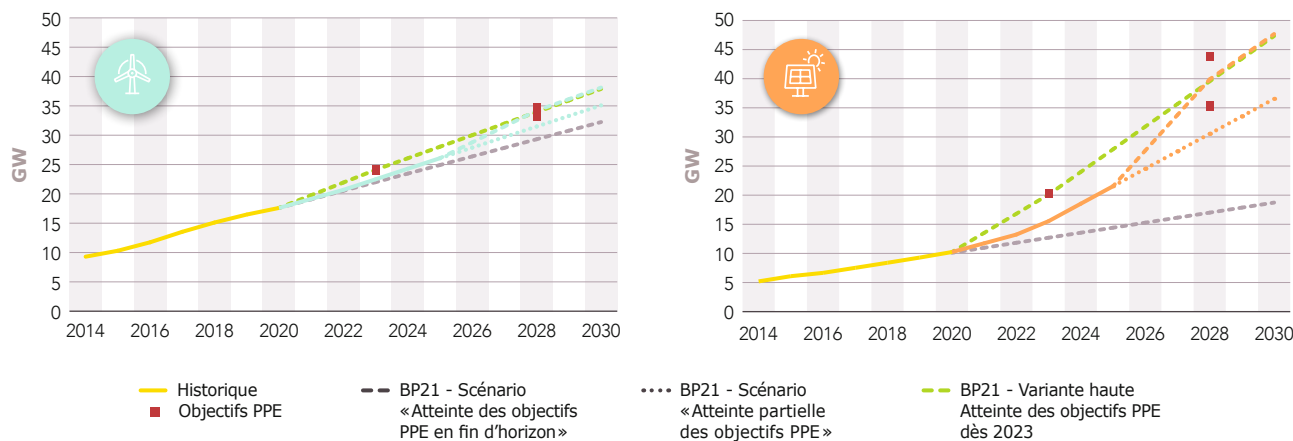 50
45
40
35
30
25
20
15
10
5
0
GW
2014 2016 2018 2020 2022 2024 2026 2028 2030
50
45
40
35
30
25
20
15
10
5
0
GW
2014 2016 2018 2020 2022 2024 2026 2028 2030
Historique
Objectifs PPE
BP21 - Scénario
«Atteinte des objectifs
PPE en fin d'horizon»
BP21 - Scénario
«Atteinte partielle
des objectifs PPE»
BP21 - Variante haute
Atteinte des objectifs PPE
dès 2023